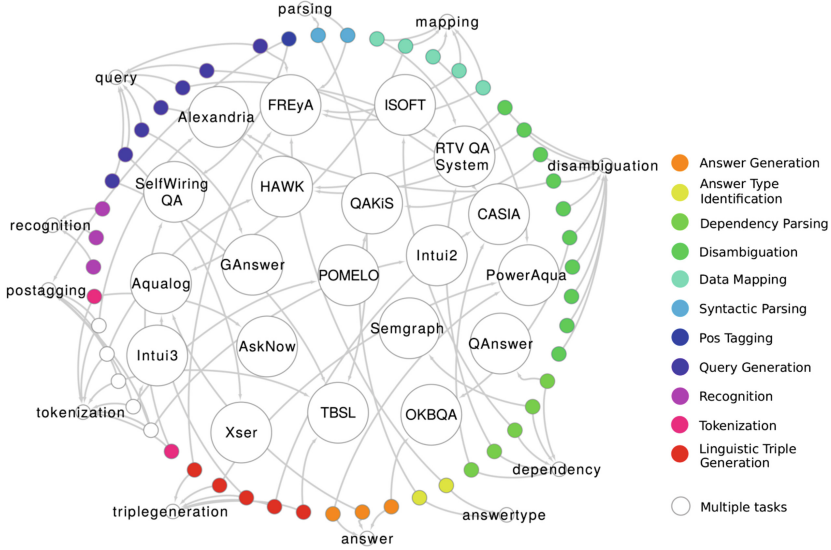 parsing
mapping
query
FREyA
ISOFT
Alexandria
RTV QA
System
disambiguation
SelfWiring
QA
HAWK
QAKiS
CASIA
recognition
GAnswer
Intui2
postagging
Aqualog
POMELO
PowerAqua
Semgraph
QAnswer
Intui3
AskNow
tokenization
TBSL
OKBQA
Xser
dependency
triplegeneration
answer
answertype
Answer Generation
Answer Type
Identification
Dependency Parsing
Disambiguation
Data Mapping
Syntactic Parsing
Pos Tagging
Query Generation
Recognition
Tokenization
Linguistic Triple
Generation
Multiple tasks